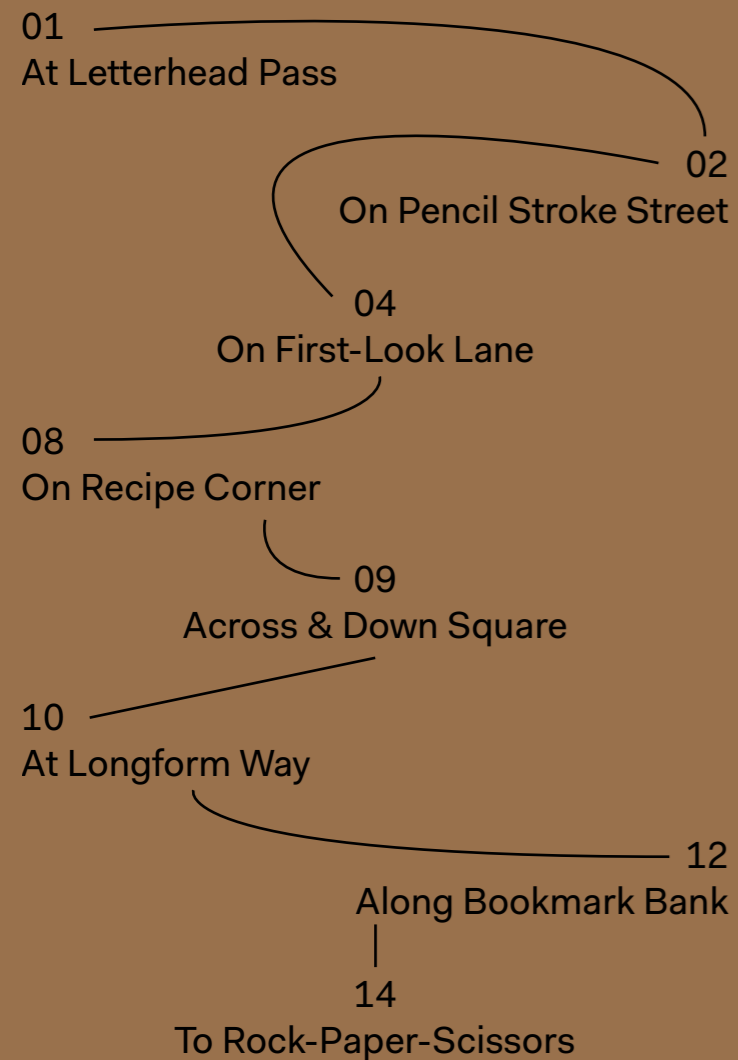 01
At Letterhead Pass
02
On Pencil Stroke Street
04
On First-Look Lane
08
On Recipe Corner
09
Across & Down Square
10
At Longform Way
12
Along Bookmark Bank
14
To Rock-Paper-Scissors